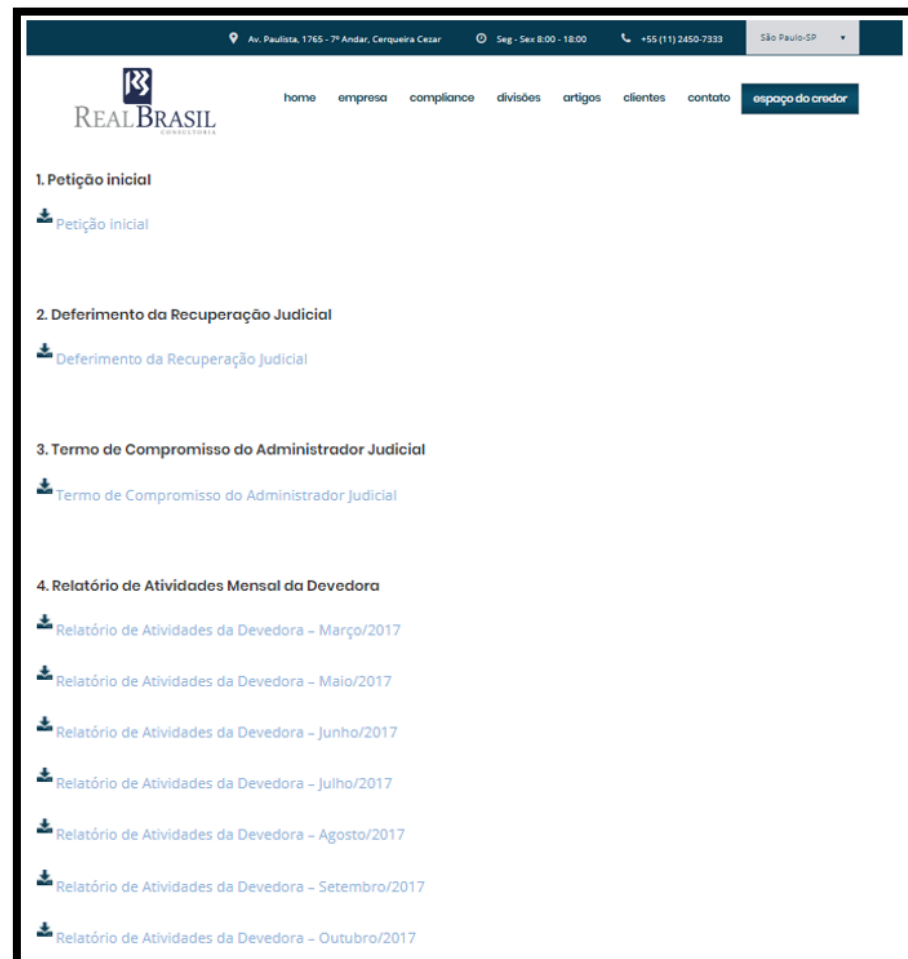 Av. Paulista, 1765 - 7º Andar, Cerqueira Cezar Seg - Sex 8:00 - 18:00 +55 (11) 2450-7333 São Paulo-SP
REALBRASIL
CONSULTORIA
home empresa compliance divisões artigos clientes contato espaço do credor
1. Petição inicial
Petição inicial
2. Deferimento da Recuperação Judicial
Deferimento da Recuperação Judicial
3. Termo de Compromisso do Administrador Judicial
Termo de Compromisso do Administrador Judicial
4. Relatório de Atividades Mensal da Devedora
Relatório de Atividades da Devedora – Março/2017
Relatório de Atividades da Devedora – Maio/2017
Relatório de Atividades da Devedora – Junho/2017
Relatório de Atividades da Devedora – Julho/2017
Relatório de Atividades da Devedora – Agosto/2017
Relatório de Atividades da Devedora – Setembro/2017
Relatório de Atividades da Devedora – Outubro/2017